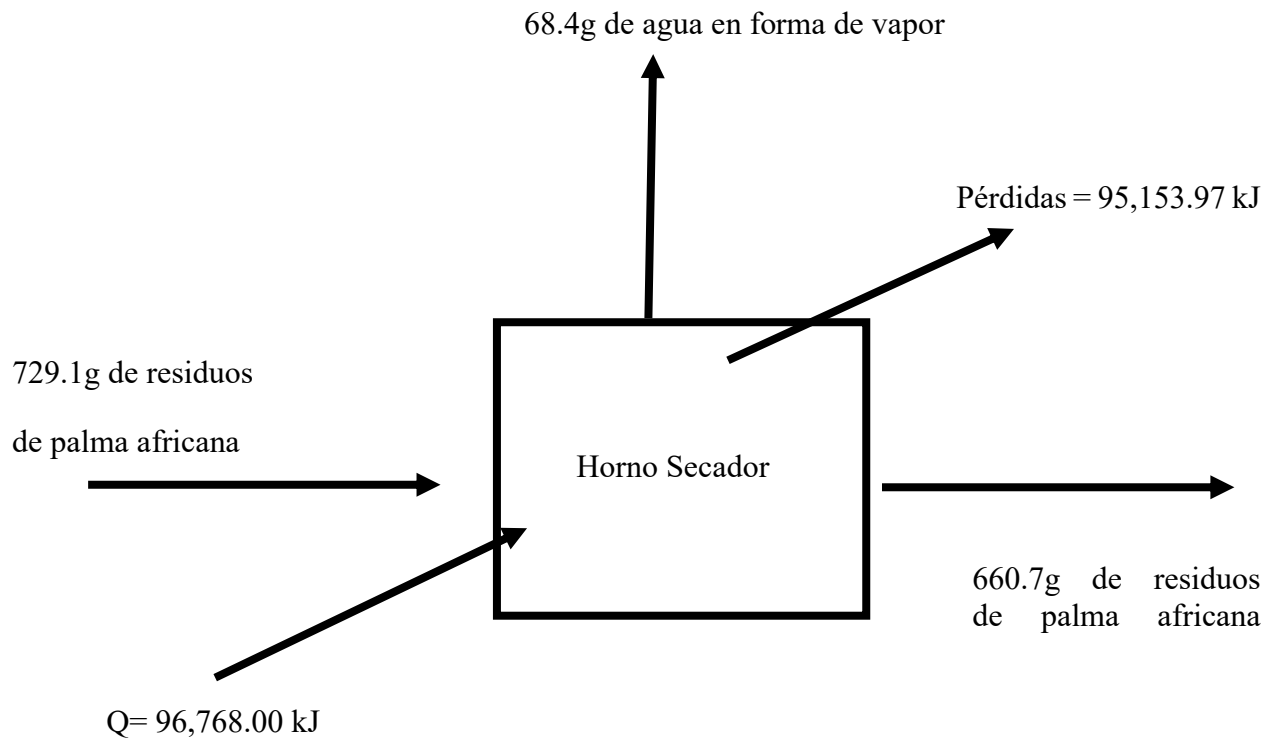 68.4g de agua en forma de vapor
Pérdidas = 95,153.97 kJ
729.1g de residuos
de palma africana
Horno Secador
660.7g de residuos
de palma africana
Q= 96,768.00 kJ